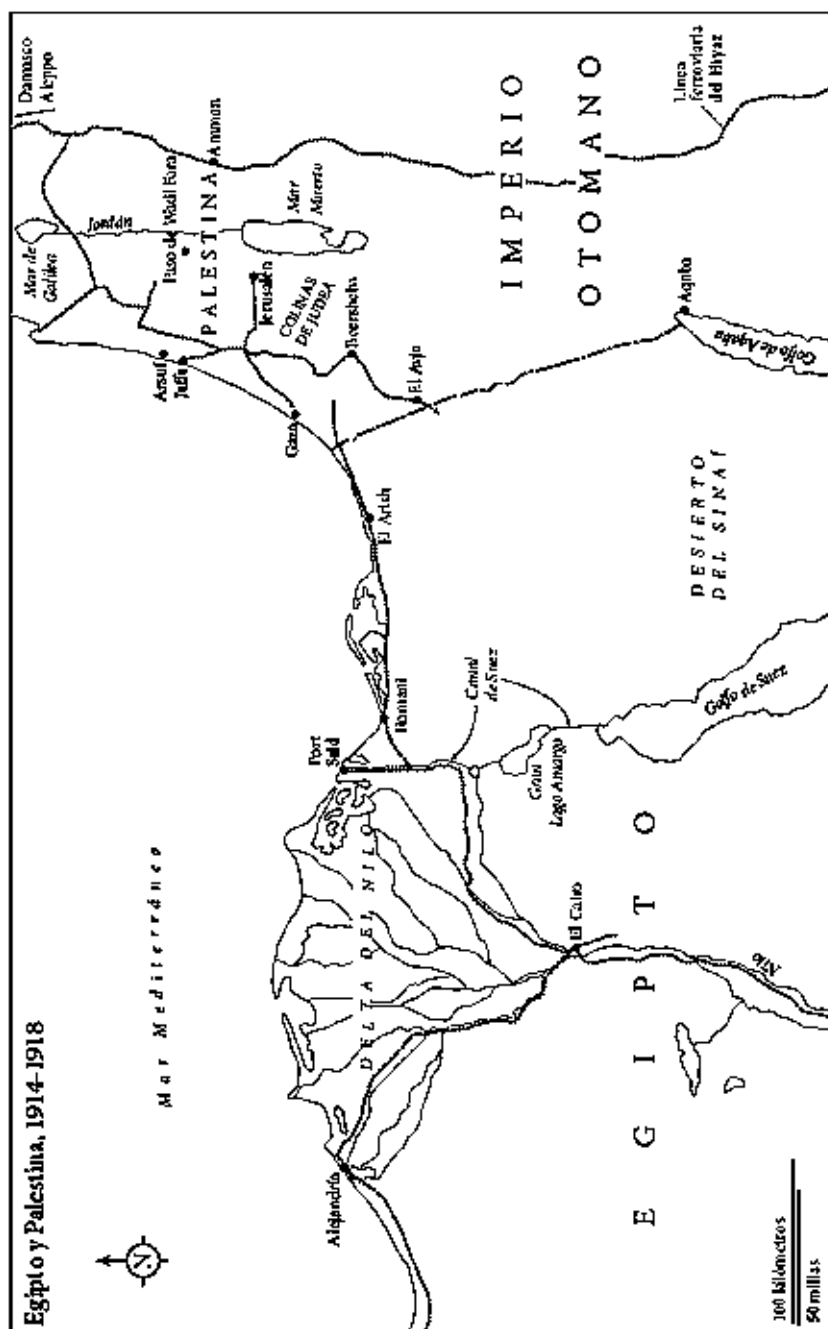 Egipto y Palestina, 1914-1918
N
Mar Mediterráneo
Damasco
Aleppo
Mar de
Galilea
Jordán
Paso de Wadil Fara
Amman
PALESTINA
Arsuf
Jaffa
Jerusalén
Mar
Muerto
COLINAS
DE JUDEA
Gaza
Beersheba
El Auja
El Arish
IMPERIO
OTOMANO
Línea
ferroviaria
del Hiyaz
Aqaba
Golfo de Aqaba
DESIERTO
DEL SINAÍ
Romani
Port
Said
Canal
de Suez
Gran
Lago Amargo
Golfo de Suez
DELTA DEL NILO
Alejandría
El Cairo
Nilo
EGIPTO
100 kilómetros
50 millas